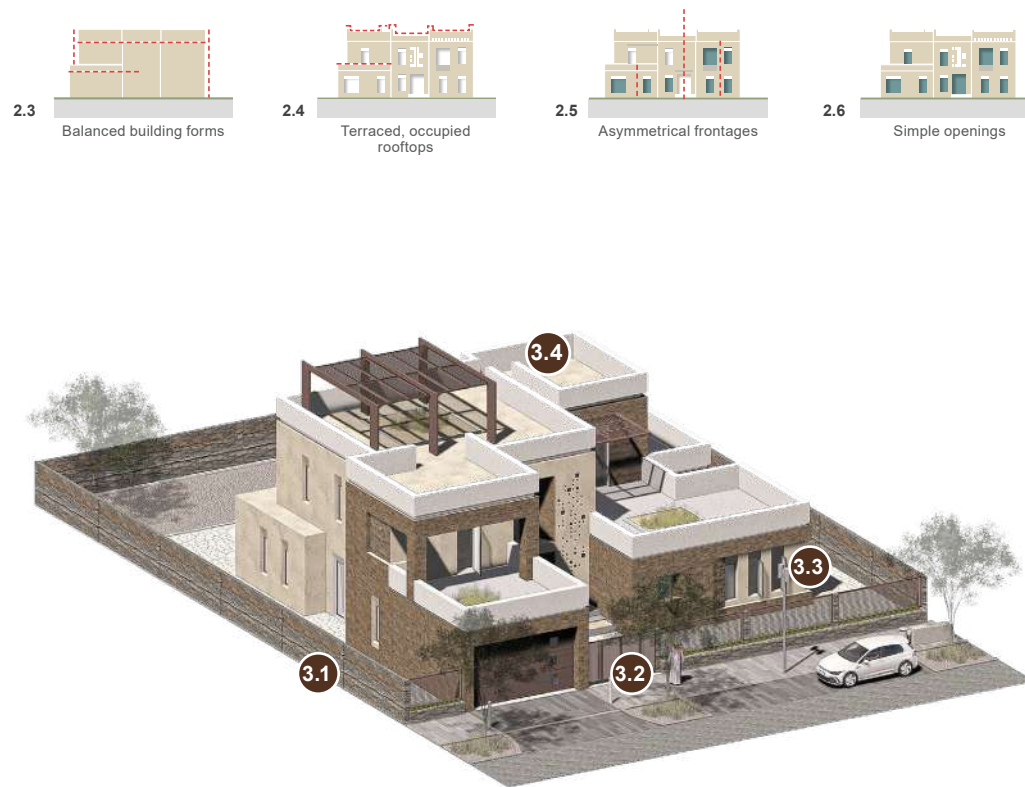 2.3
Balanced building forms
2.4
Terraced, occupied
rooftops
2.5
Asymmetrical frontages
2.6
Simple openings
3.4
3.3
3.1
3.2